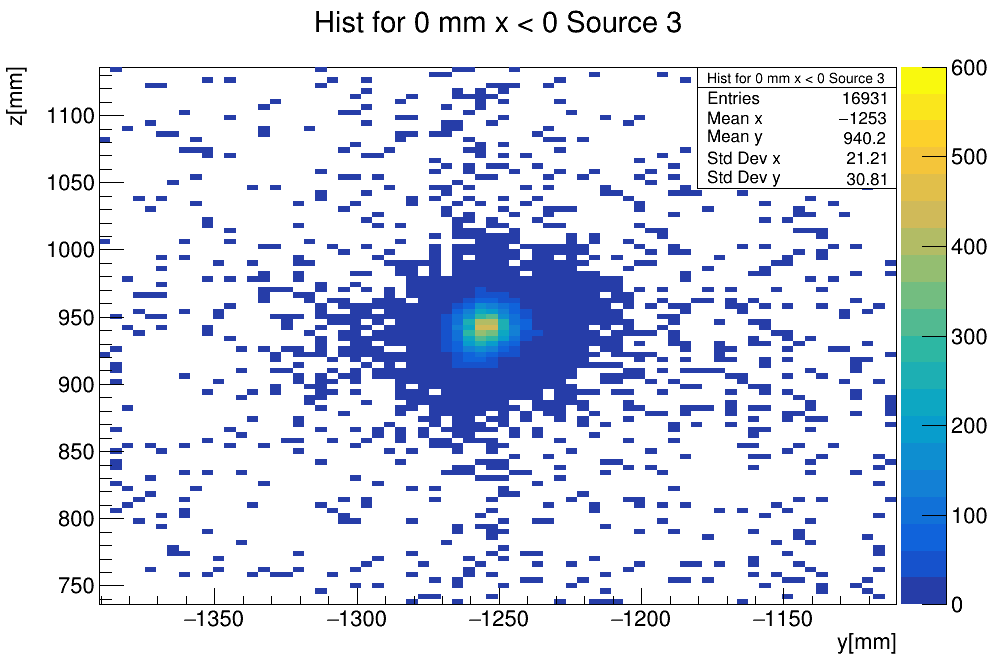 Hist for 0 mm x < 0 Source 3
z[mm]
Hist for 0 mm x < 0 Source 3
Entries 16931
Mean x −1253
Mean y 940.2
Std Dev x 21.21
Std Dev y 30.81
1100
1050
1000
950
900
850
800
750
−1350 −1300 −1250 −1200 −1150
y[mm]
600
500
400
300
200
100
0